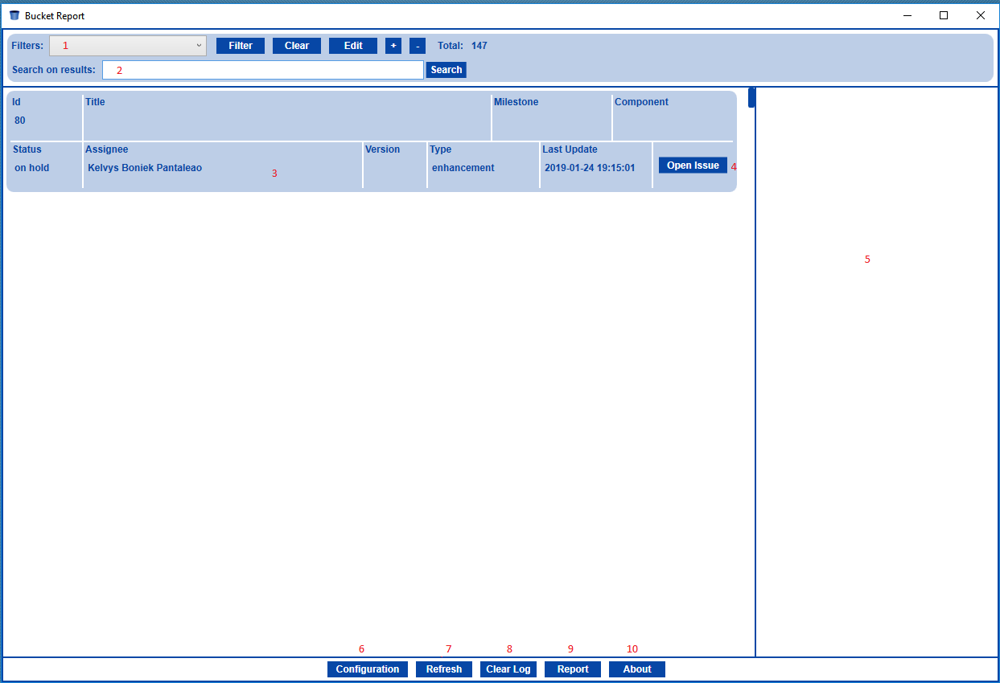 Bucket Report
Filters: 1 Filter Clear Edit + - Total: 147
Search on results: 2 Search
Id Title Milestone Component
80
Status Assignee Version Type Last Update
on hold Kelvys Boniek Pantaleao 3 enhancement 2019-01-24 19:15:01 Open Issue 4
5
6 7 8 9 10
Configuration Refresh Clear Log Report About